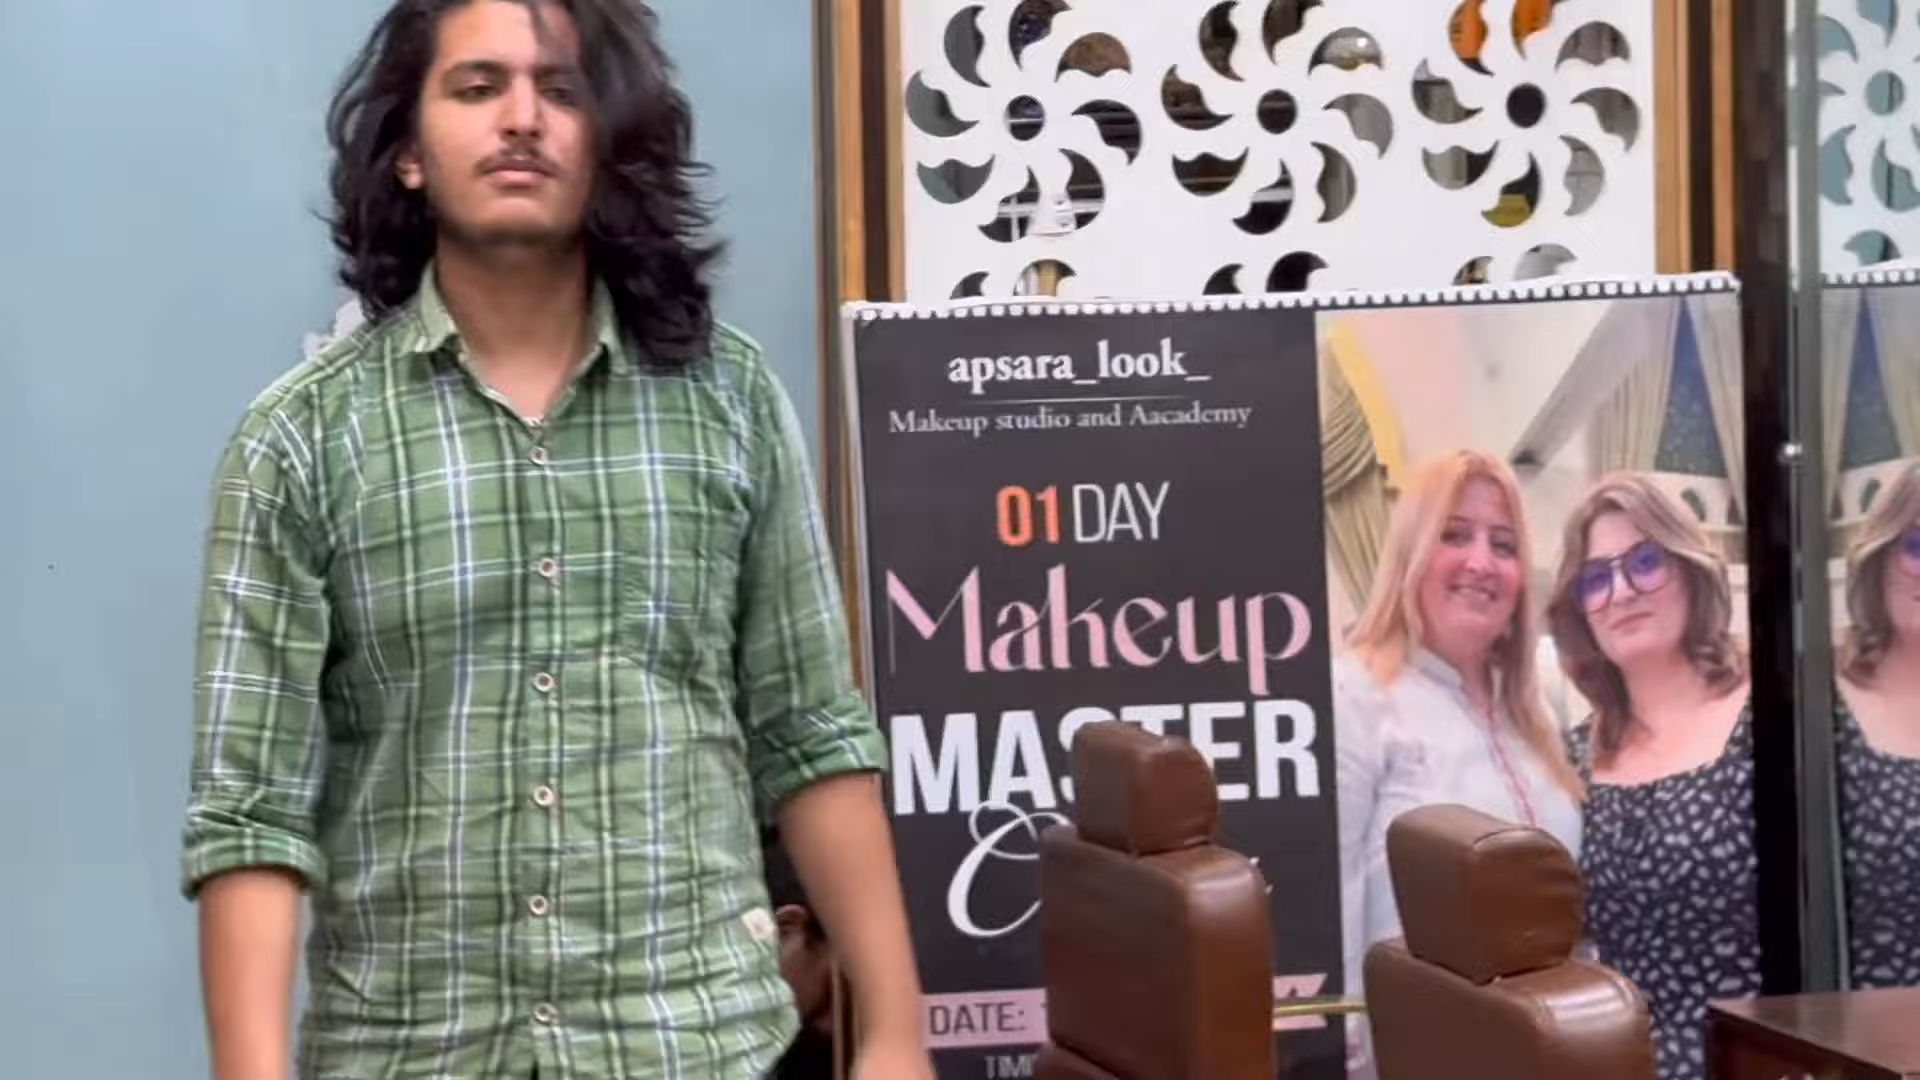 apsara_look_
Makeup studio and Aacademy
01 DAY
Makeup
MASTER
DATE: